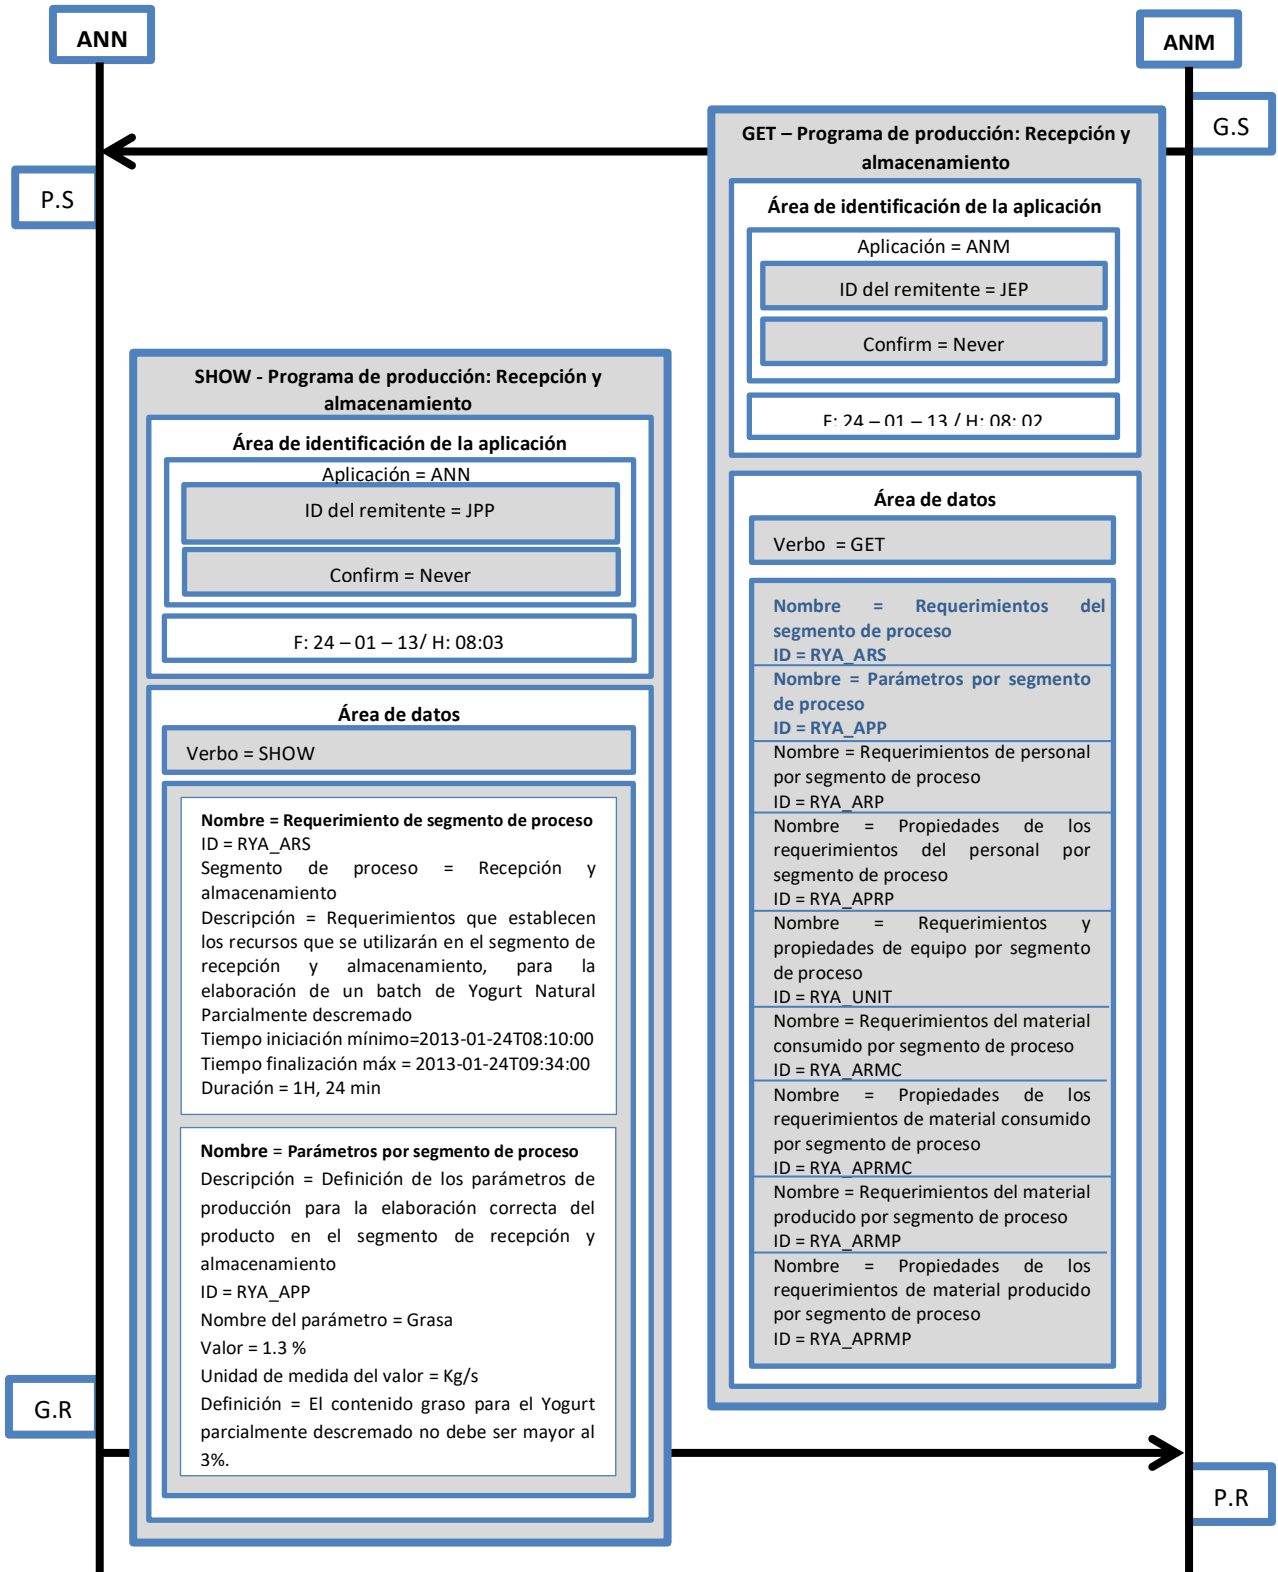 ANN
ANM
G.S
P.S
GET – Programa de producción: Recepción y
almacenamiento
Área de identificación de la aplicación
Aplicación = ANM
ID del remitente = JEP
Confirm = Never
F: 24 – 01 – 13 / H: 08: 02
Área de datos
Verbo = GET
Nombre = Requerimientos del
segmento de proceso
ID = RYA_ARS
Nombre = Parámetros por segmento
de proceso
ID = RYA_APP
Nombre = Requerimientos de personal
por segmento de proceso
ID = RYA_ARP
Nombre = Propiedades de los
requerimientos del personal por
segmento de proceso
ID = RYA_APRP
Nombre = Requerimientos y
propiedades de equipo por segmento
de proceso
ID = RYA_UNIT
Nombre = Requerimientos del material
consumido por segmento de proceso
ID = RYA_ARMC
Nombre = Propiedades de los
requerimientos de material consumido
por segmento de proceso
ID = RYA_APRMC
Nombre = Requerimientos del material
producido por segmento de proceso
ID = RYA_ARMP
Nombre = Propiedades de los
requerimientos de material producido
por segmento de proceso
ID = RYA_APRMP
SHOW - Programa de producción: Recepción y
almacenamiento
Área de identificación de la aplicación
Aplicación = ANN
ID del remitente = JPP
Confirm = Never
F: 24 – 01 – 13/ H: 08:03
Área de datos
Verbo = SHOW
Nombre = Requerimiento de segmento de proceso
ID = RYA_ARS
Segmento de proceso = Recepción y
almacenamiento
Descripción = Requerimientos que establecen
los recursos que se utilizarán en el segmento de
recepción y almacenamiento, para la
elaboración de un batch de Yogurt Natural
Parcialmente descremado
Tiempo iniciación mínimo=2013-01-24T08:10:00
Tiempo finalización máx = 2013-01-24T09:34:00
Duración = 1H, 24 min
Nombre = Parámetros por segmento de proceso
Descripción = Definición de los parámetros de
producción para la elaboración correcta del
producto en el segmento de recepción y
almacenamiento
ID = RYA_APP
Nombre del parámetro = Grasa
Valor = 1.3 %
Unidad de medida del valor = Kg/s
Definición = El contenido graso para el Yogurt
parcialmente descremado no debe ser mayor al
3%.
G.R
P.R